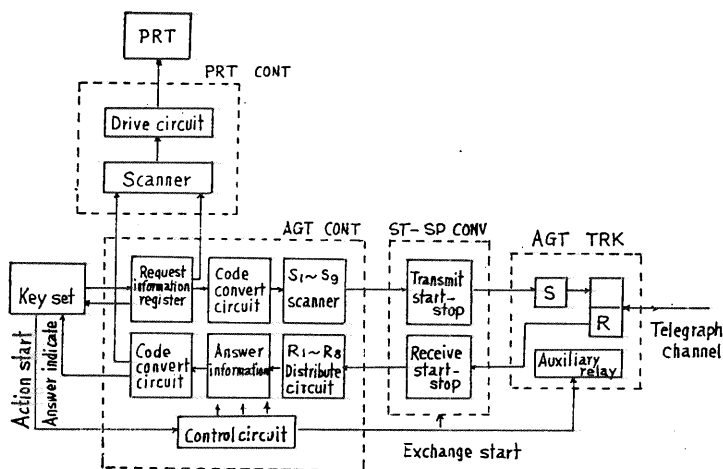 PRT
PRT CONT
Drive circuit
Scanner
AGT CONT
ST-SP CONV
AGT TRK
Key set
Request
information
register
Code
convert
circuit
S1~S9
scanner
Transmit
start-
stop
S
R
Telegraph
channel
Code
convert
circuit
Answer
information
R1~R8
Distribute
circuit
Receive
start-
stop
Auxiliary
relay
Action start
Answer indicate
Control circuit
Exchange start